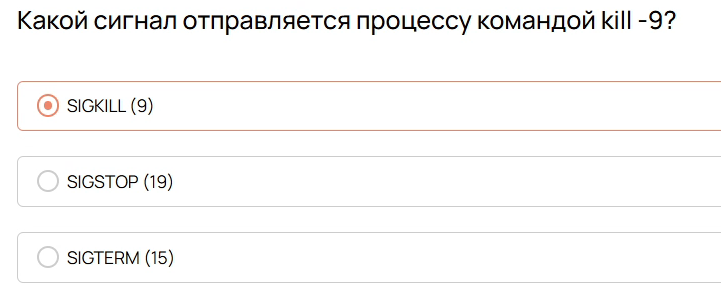 Какой сигнал отправляется процессу командой kill -9?
SIGKILL (9)
SIGSTOP (19)
SIGTERM (15)